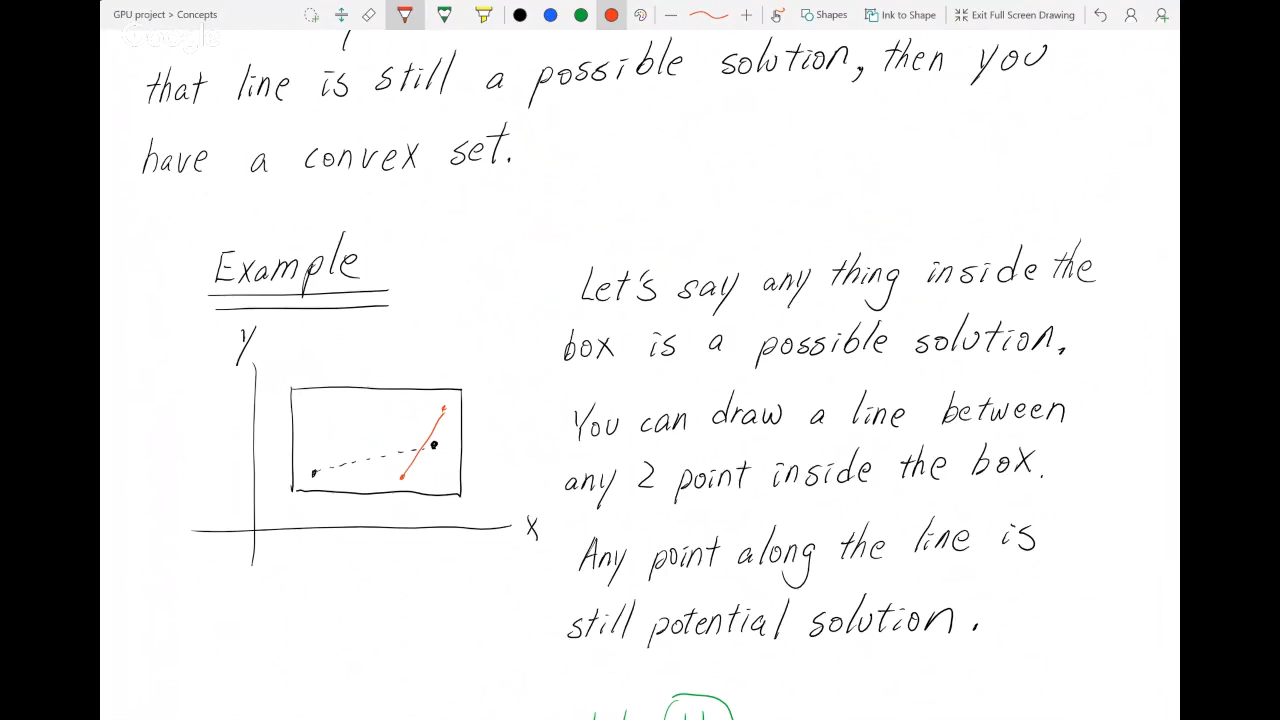 GPU project > Concepts
Shapes
Ink to Shape
Exit Full Screen Drawing
Google
that line is still a possible solution, then you
have a convex set.
Example
Let's say any thing inside the
box is a possible solution.
You can draw a line between
any 2 point inside the box.
Any point along the line is
still potential solution.
y
x